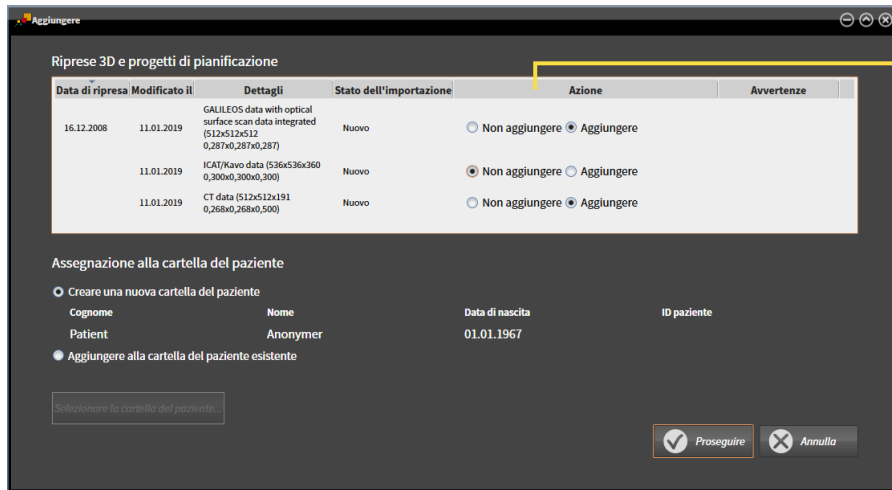 Aggiungere
Riprese 3D e progetti di pianificazione
Data di ripresa Modificato il Dettagli Stato dell'importazione Azione Avvertenze
GALILEOS data with optical
surface scan data integrated
(512x512x512
0,287x0,287x0,287)
16.12.2008 11.01.2019 Nuovo Non aggiungere Aggiungere
ICAT/Kavo data (536x536x360
0,300x0,300x0,300)
11.01.2019 Nuovo Non aggiungere Aggiungere
CT data (512x512x191
0,268x0,268x0,500)
11.01.2019 Nuovo Non aggiungere Aggiungere
Assegnazione alla cartella del paziente
Creare una nuova cartella del paziente
Cognome Nome Data di nascita ID paziente
Patient Anonymer 01.01.1967
Aggiungere alla cartella del paziente esistente
Selezionare la cartella del paziente...
Proseguire Annulla